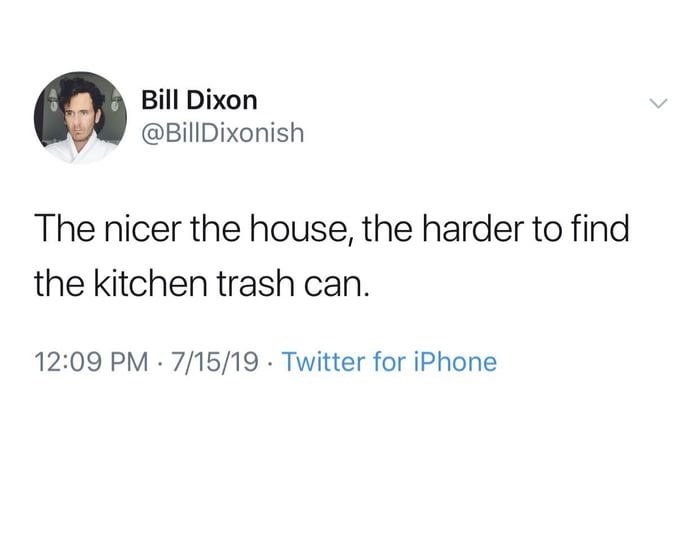 Bill Dixon
@BillDixonish
The nicer the house, the harder to find
the kitchen trash can.
12:09 PM · 7/15/19 · Twitter for iPhone